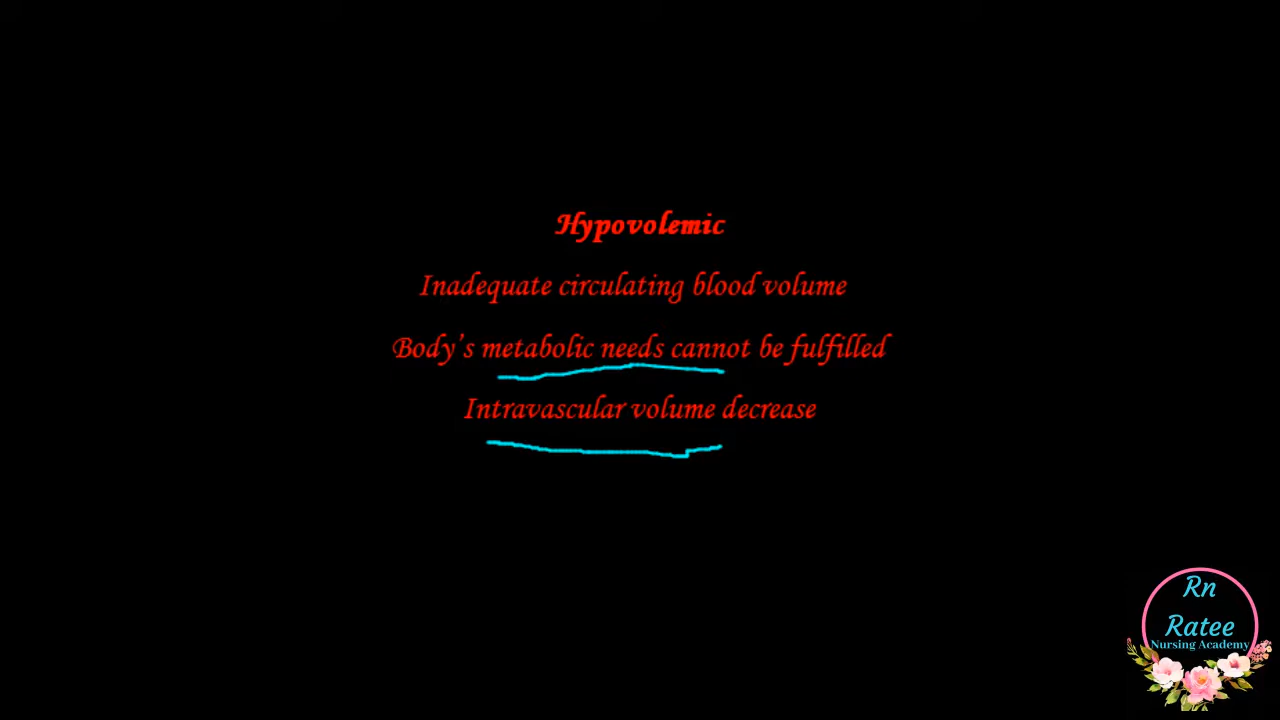 Hypovolemic
Inadequate circulating blood volume
Body's metabolic needs cannot be fulfilled
Intravascular volume decrease
Rn
Ratee
Nursing Academy